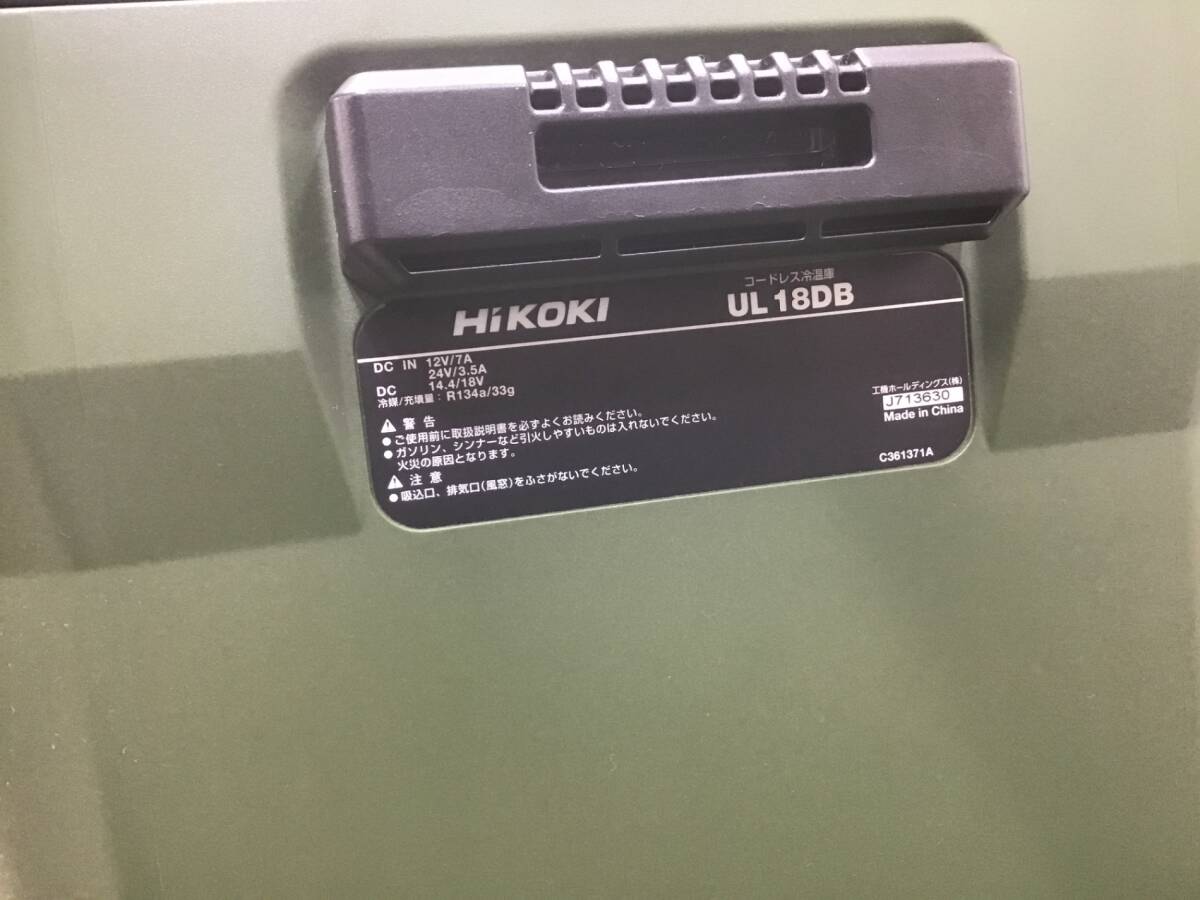 コードレス冷温庫
HiKOKI UL 18DB
DC IN 12V/7A
24V/3.5A
DC 14.4/18V
冷媒/充填量: R134a/33g
警告
●ご使用前に取扱説明書を必ずよくお読みください。
●ガソリン、シンナーなど引火しやすいものは入れないでください。
火災の原因となります。
注意
●吸込口、排気口(風窓)をふさがないでください。
工機ホールディングス(株)
J713630
Made in China
C361371A